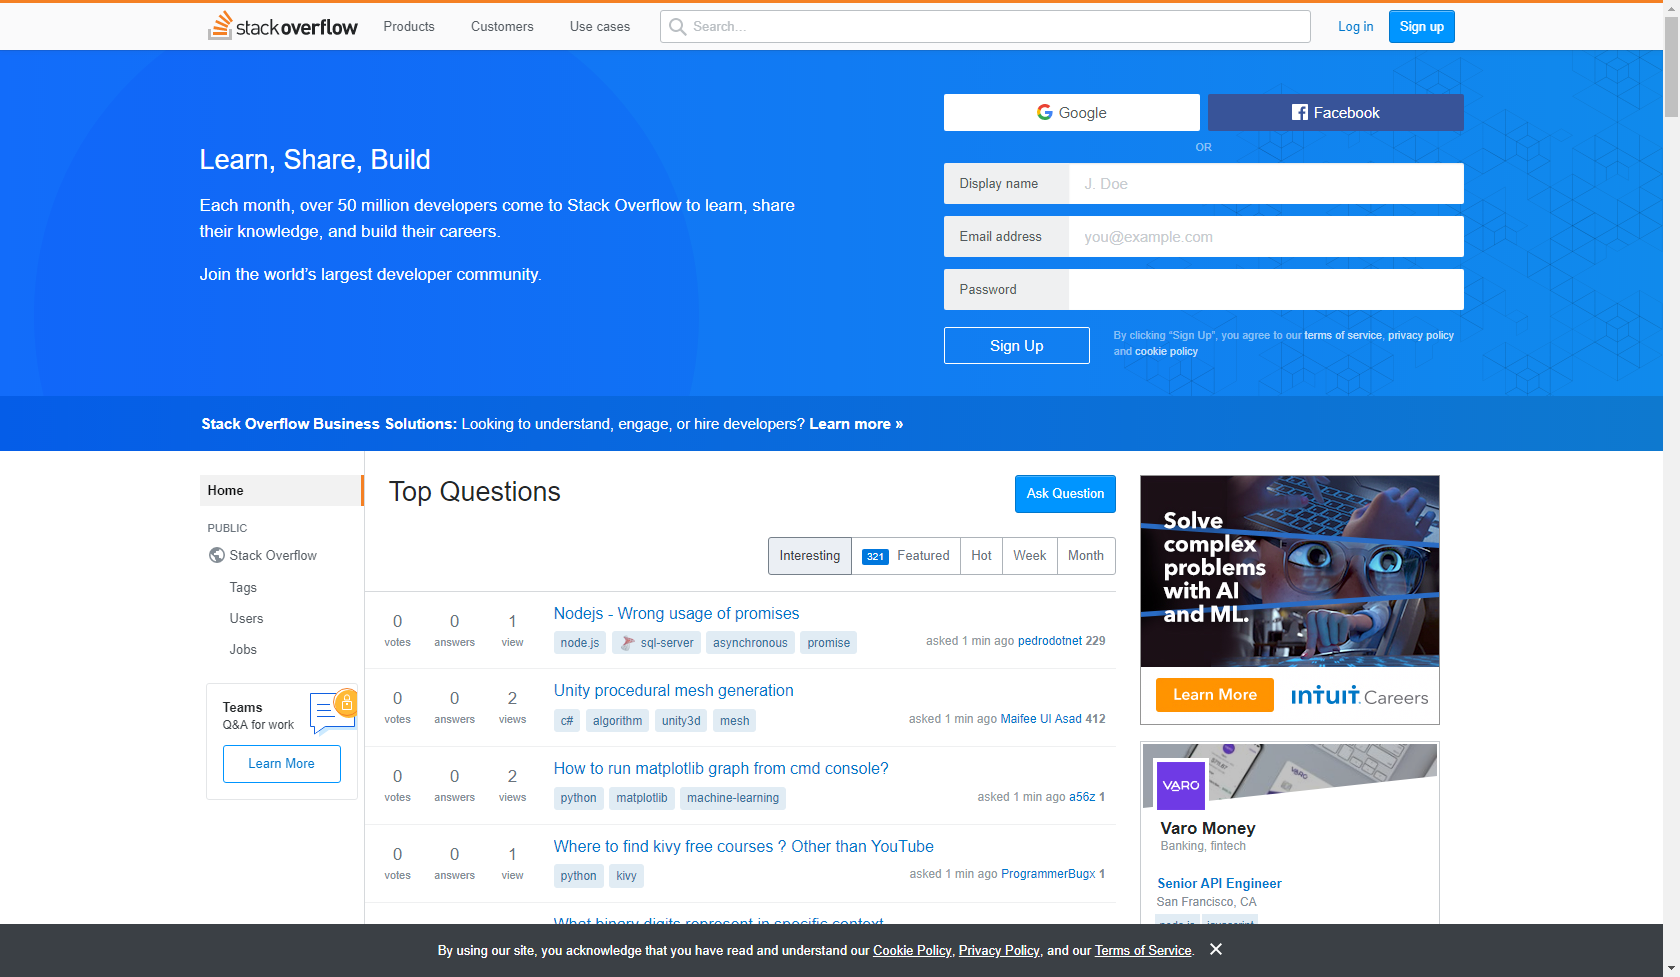 stackoverflow
Products
Customers
Use cases
Search...
Log in
Sign up
Learn, Share, Build
Each month, over 50 million developers come to Stack Overflow to learn, share
their knowledge, and build their careers.
Join the world’s largest developer community.
Google
Facebook
OR
Display name
J. Doe
Email address
you@example.com
Password
Sign Up
By clicking “Sign Up”, you agree to our terms of service, privacy policy
and cookie policy
Stack Overflow Business Solutions: Looking to understand, engage, or hire developers? Learn more »
Home
PUBLIC
Stack Overflow
Tags
Users
Jobs
Teams
Q&A for work
Learn More
Top Questions
Ask Question
Interesting
321 Featured
Hot
Week
Month
0 votes
0 answers
1 view
Nodejs - Wrong usage of promises
node.js sql-server asynchronous promise
asked 1 min ago pedrodotnet 229
0 votes
0 answers
2 views
Unity procedural mesh generation
c# algorithm unity3d mesh
asked 1 min ago Maifee Ul Asad 412
0 votes
0 answers
2 views
How to run matplotlib graph from cmd console?
python matplotlib machine-learning
asked 1 min ago a56z 1
0 votes
0 answers
1 view
Where to find kivy free courses ? Other than YouTube
python kivy
asked 1 min ago ProgrammerBugx 1
What binary digits represent in specific context
Solve
complex
problems
with AI
and ML.
Learn More
INTUIT Careers
VARO
Varo Money
Banking, fintech
Senior API Engineer
San Francisco, CA
node.js javascript
By using our site, you acknowledge that you have read and understand our Cookie Policy, Privacy Policy, and our Terms of Service.